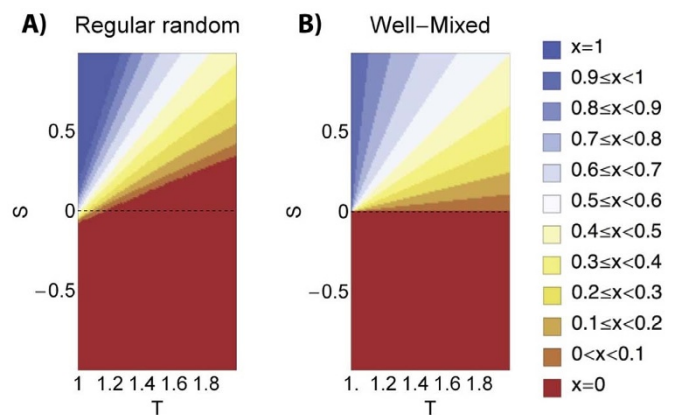 A) Regular random
0.5
0
−0.5
S
1 1.2 1.4 1.6 1.8
T
B) Well−Mixed
0.5
0
−0.5
S
1. 1.2 1.4 1.6 1.8
T
x=1
0.9≤x<1
0.8≤x<0.9
0.7≤x<0.8
0.6≤x<0.7
0.5≤x<0.6
0.4≤x<0.5
0.3≤x<0.4
0.2≤x<0.3
0.1≤x<0.2
0<x<0.1
x=0